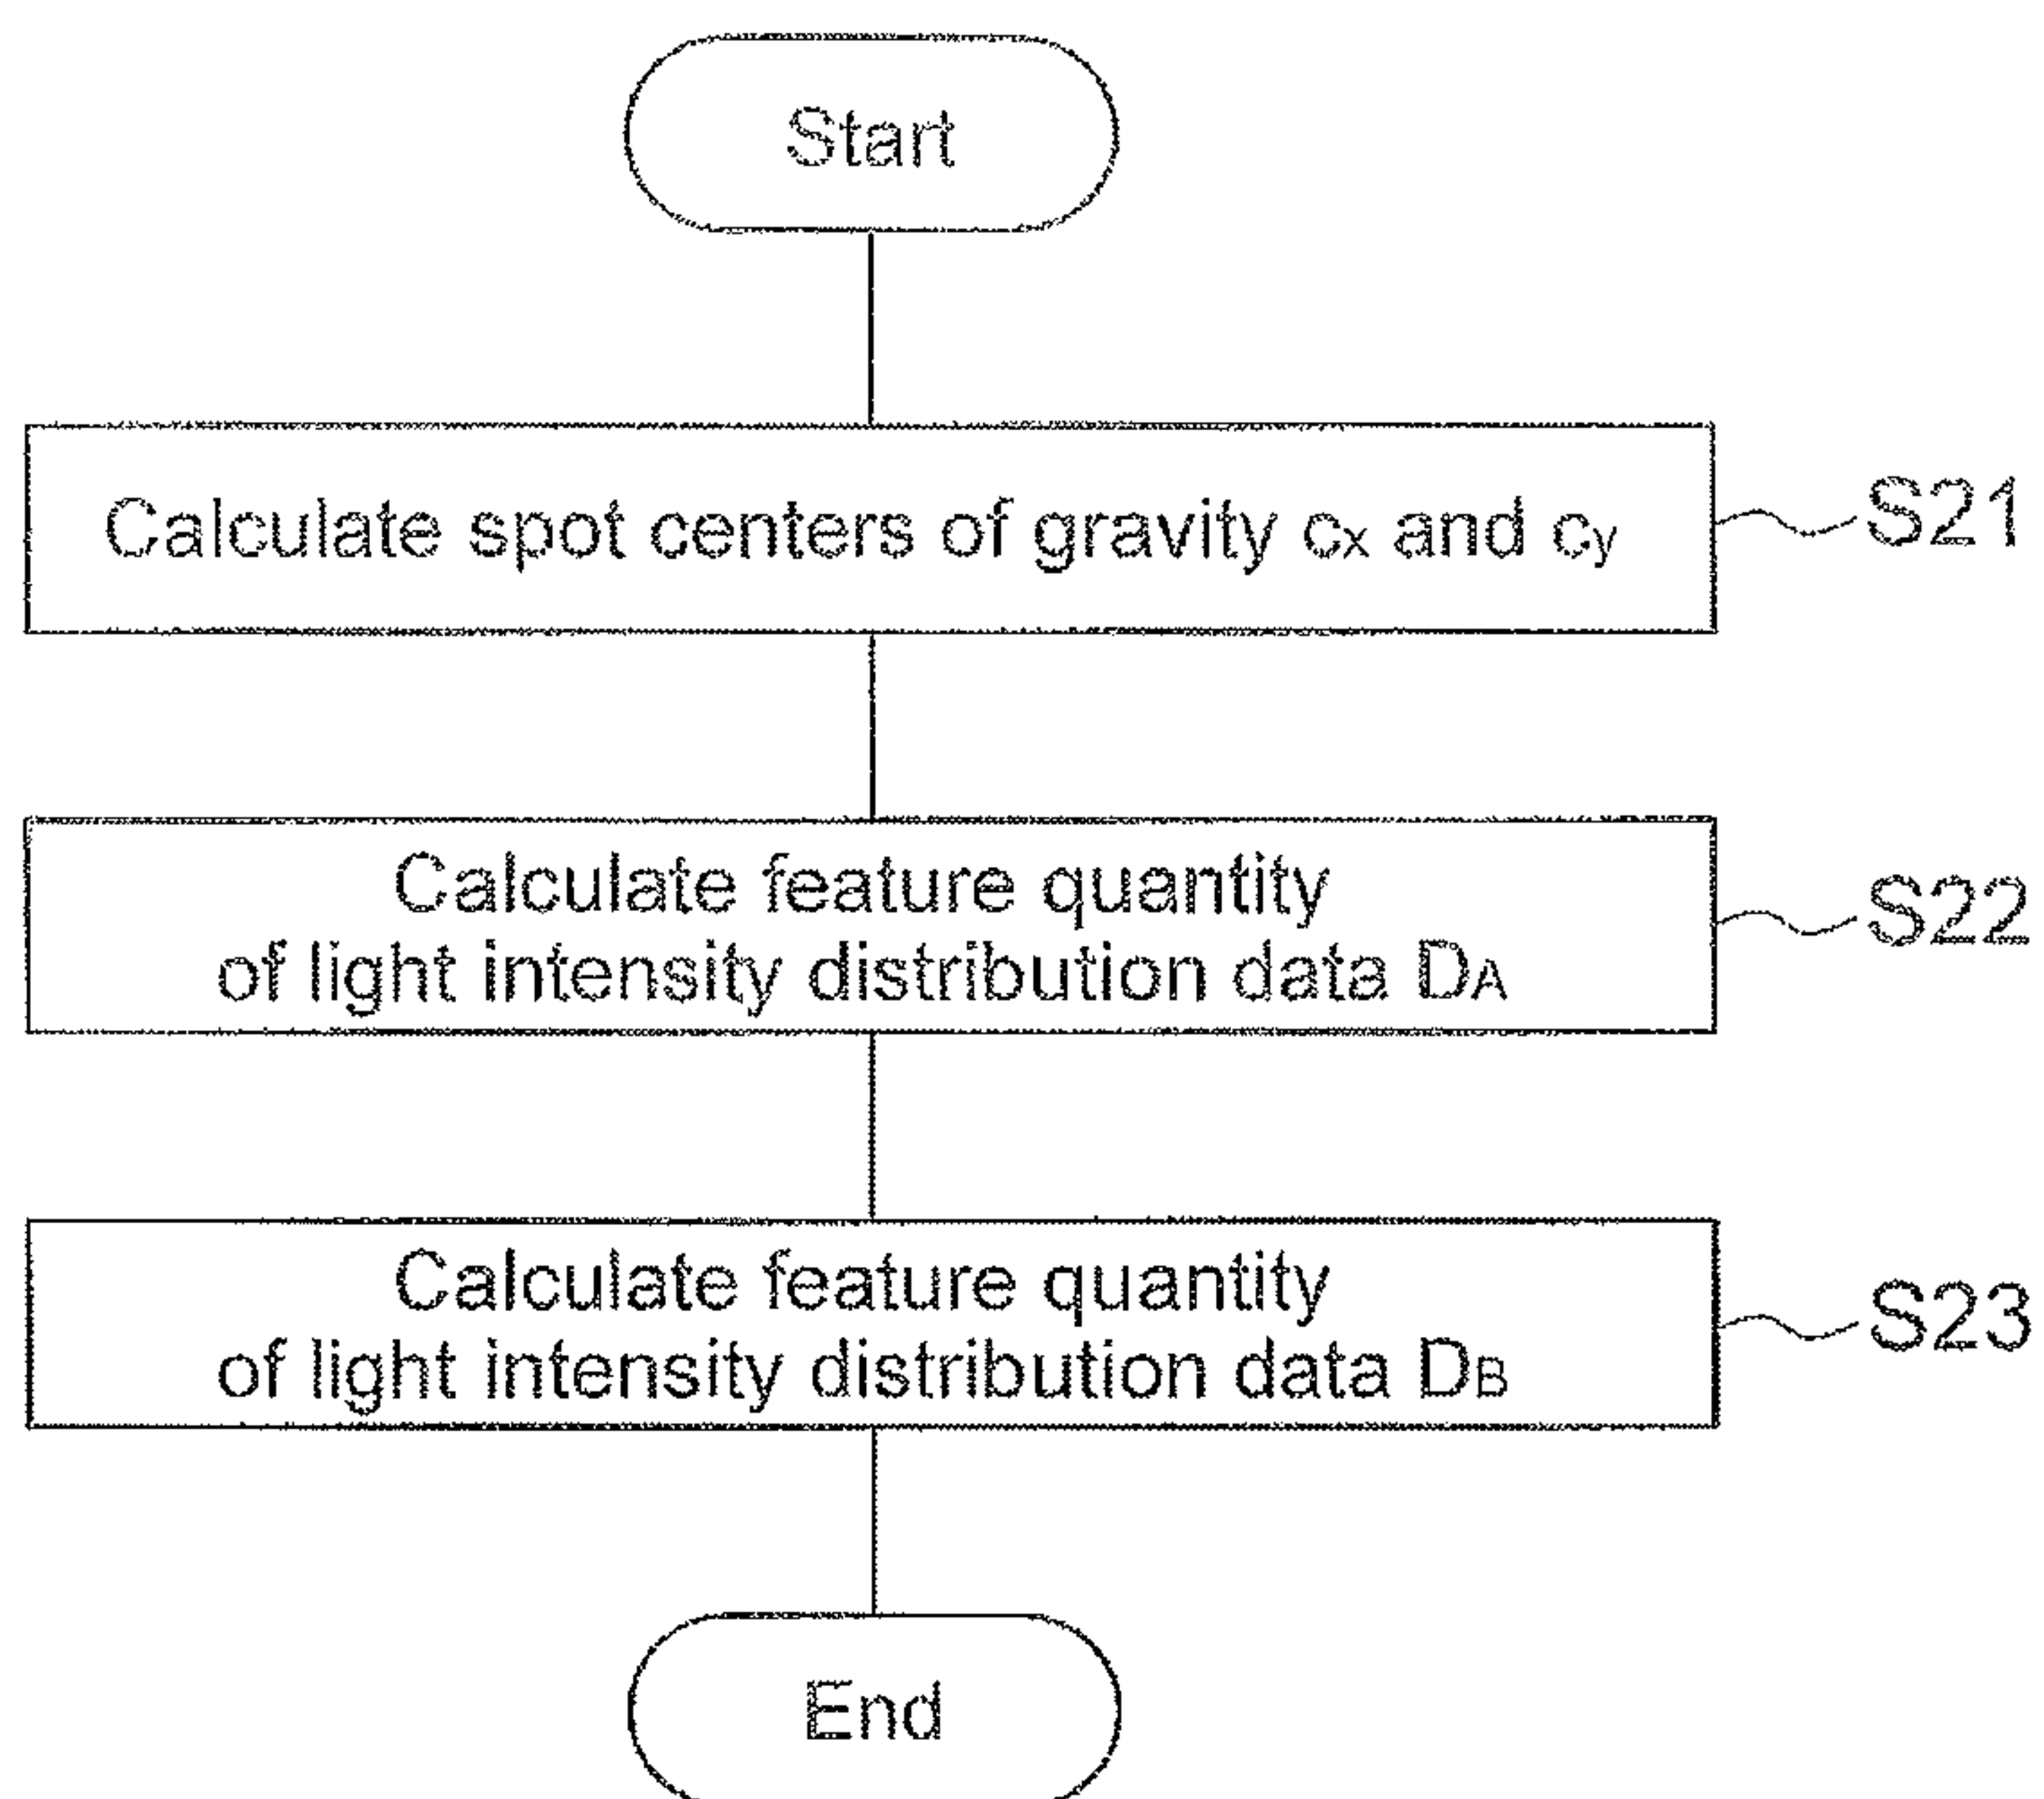 Start
Calculate spot centers of gravity cx and cy
S21
Calculate feature quantity
of light intensity distribution data DA
S22
Calculate feature quantity
of light intensity distribution data DB
S23
End